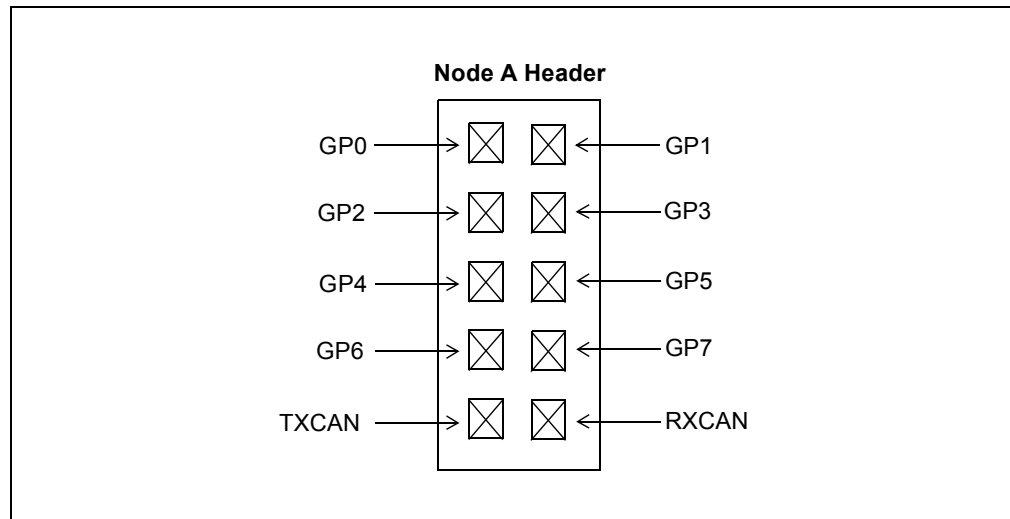 Node A Header
GP0 GP1
GP2 GP3
GP4 GP5
GP6 GP7
TXCAN RXCAN